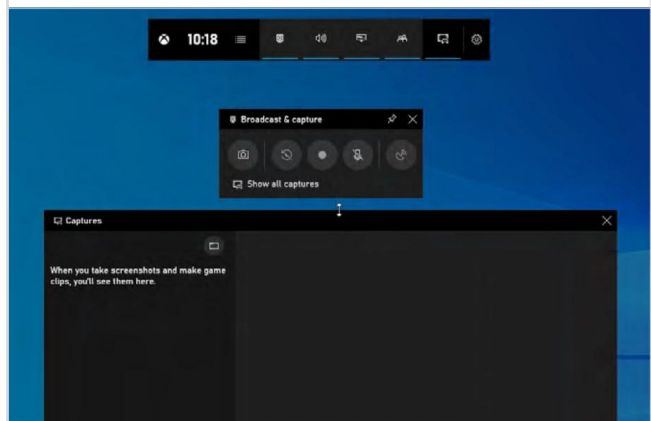 10:18
Broadcast & capture
Show all captures
Captures
When you take screenshots and make game
clips, you'll see them here.